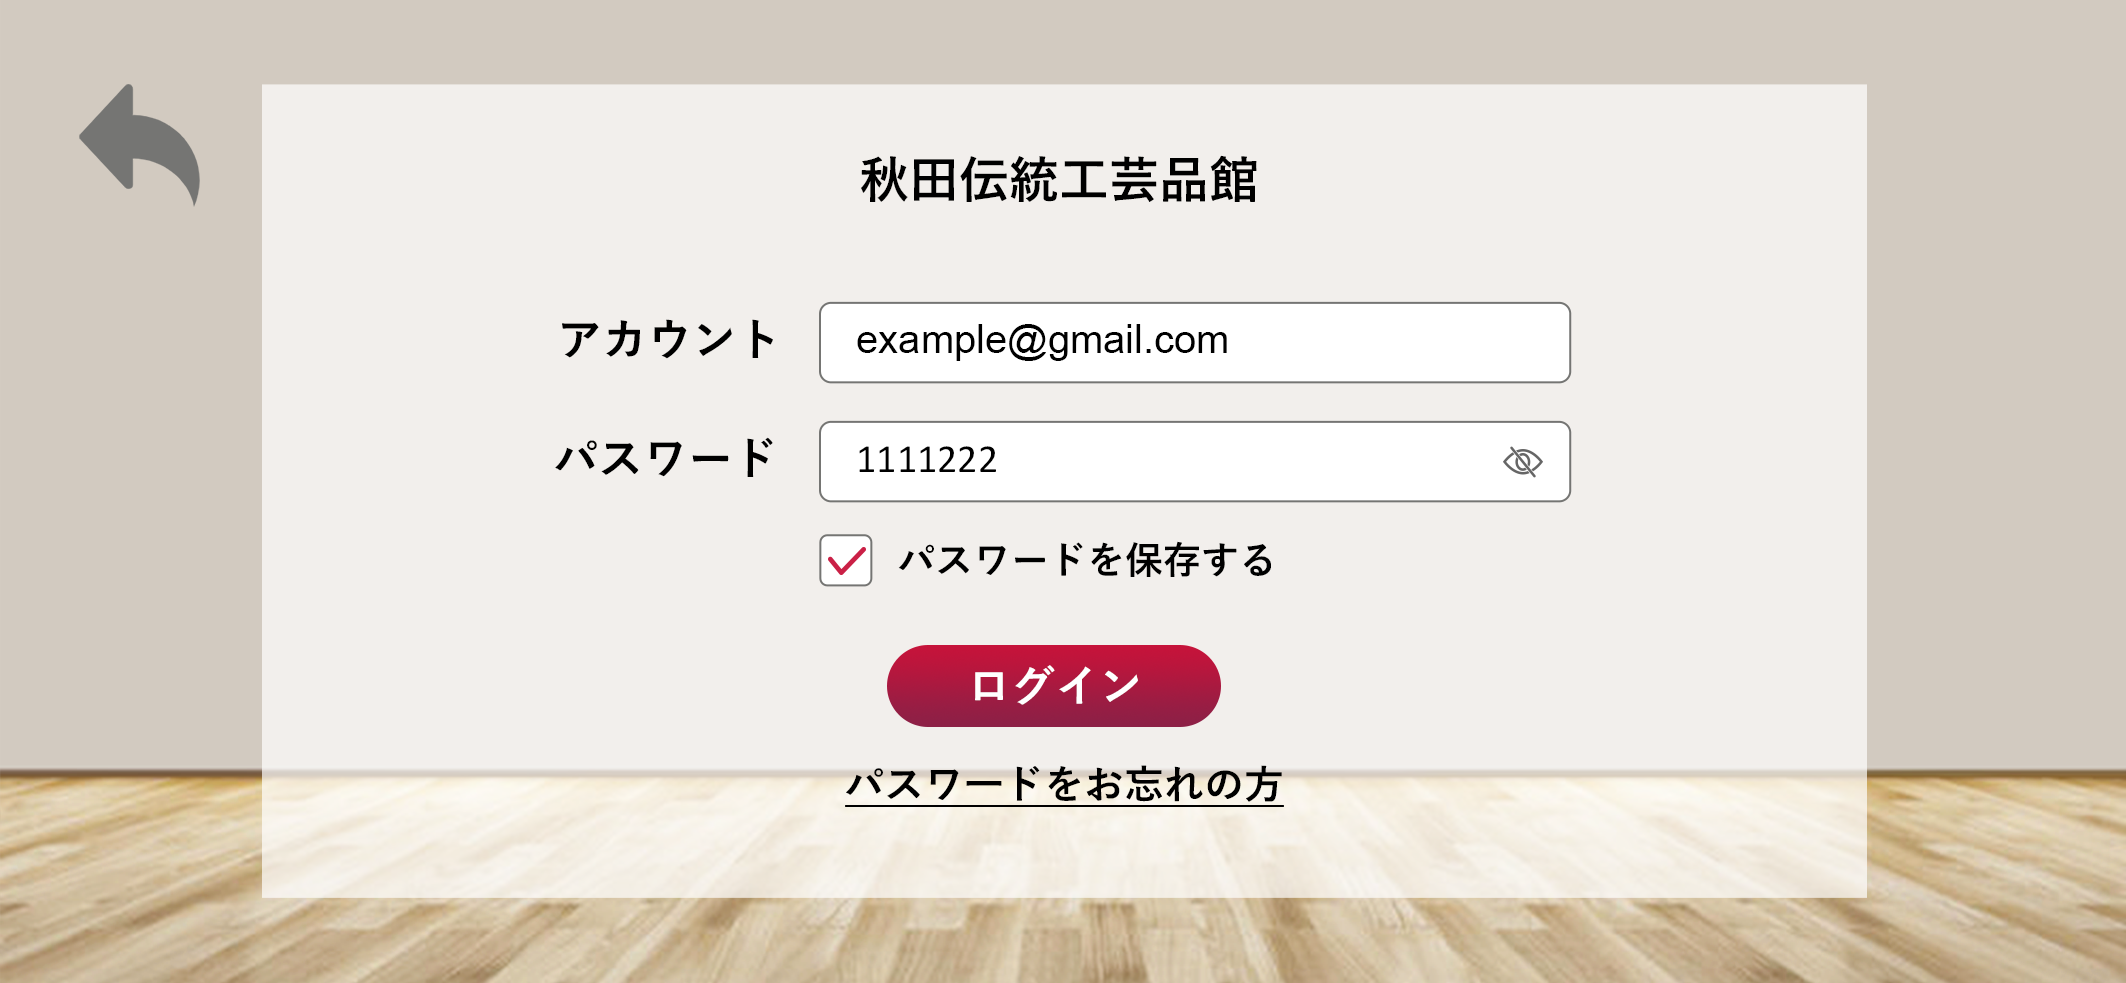 秋田伝統工芸品館
アカウント example@gmail.com
パスワード 1111222
パスワードを保存する
ログイン
パスワードをお忘れの方